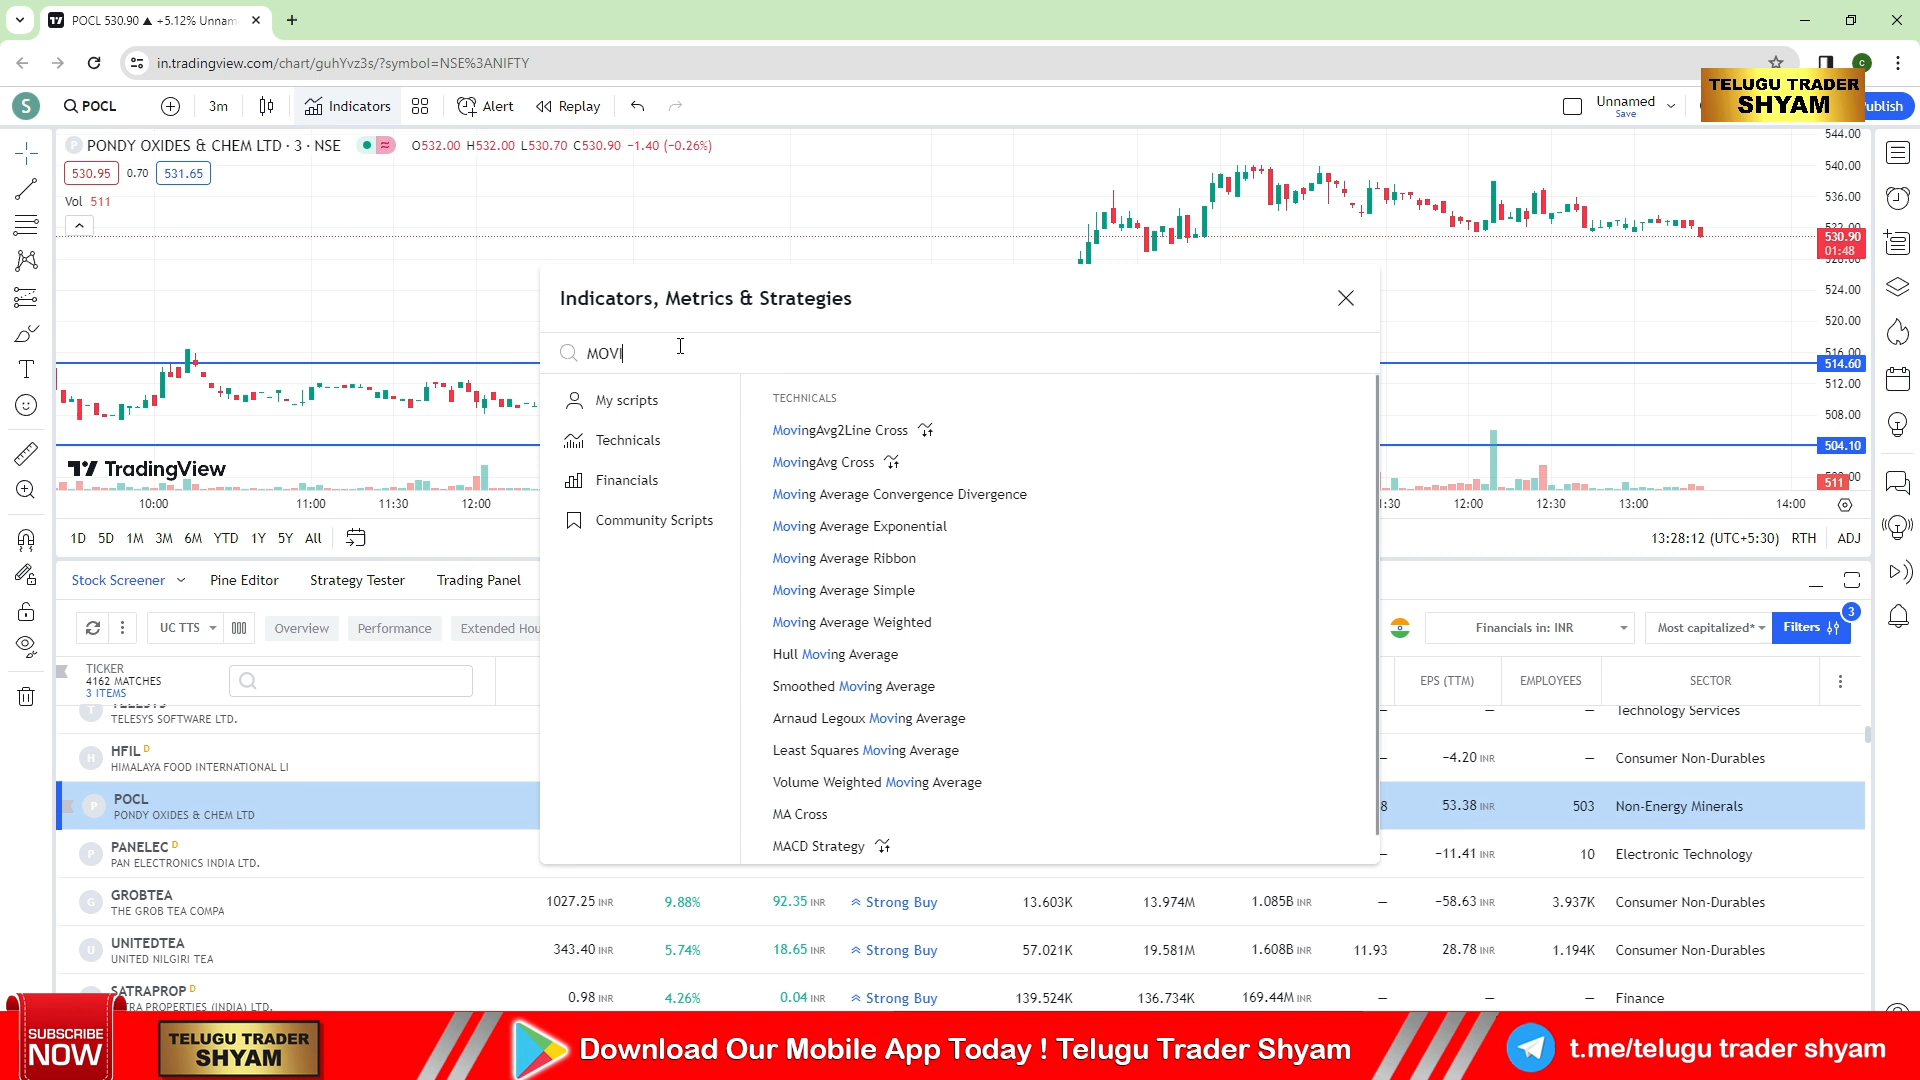 POCL 530.90 ▲ +5.12% Unnam
in.tradingview.com/chart/guhYvz3s/?symbol=NSE%3ANIFTY
S
POCL
3m
Indicators
Alert
Replay
Unnamed
Save
TELUGU TRADER
SHYAM
ublish
PONDY OXIDES & CHEM LTD · 3 · NSE
O532.00 H532.00 L530.70 C530.90 −1.40 (−0.26%)
530.95
0.70
531.65
Vol 511
544.00
540.00
536.00
530.90
01:48
524.00
520.00
514.60
512.00
508.00
504.10
511
TradingView
10:00
11:00
11:30
12:00
12:00
12:30
13:00
14:00
1D 5D 1M 3M 6M YTD 1Y 5Y All
13:28:12 (UTC+5:30)
RTH
ADJ
Indicators, Metrics & Strategies
MOVI
My scripts
Technicals
Financials
Community Scripts
TECHNICALS
MovingAvg2Line Cross
MovingAvg Cross
Moving Average Convergence Divergence
Moving Average Exponential
Moving Average Ribbon
Moving Average Simple
Moving Average Weighted
Hull Moving Average
Smoothed Moving Average
Arnaud Legoux Moving Average
Least Squares Moving Average
Volume Weighted Moving Average
MA Cross
MACD Strategy
Stock Screener
Pine Editor
Strategy Tester
Trading Panel
UC TTS
Overview
Performance
Extended Hou
Financials in: INR
Most capitalized*
Filters
3
TICKER
4162 MATCHES
3 ITEMS
EPS (TTM)
EMPLOYEES
SECTOR
TELESYS SOFTWARE LTD.
— — Technology Services
HFIL D
HIMALAYA FOOD INTERNATIONAL LI
— −4.20 INR — Consumer Non-Durables
POCL
PONDY OXIDES & CHEM LTD
8 53.38 INR 503 Non-Energy Minerals
PANELEC D
PAN ELECTRONICS INDIA LTD.
— −11.41 INR 10 Electronic Technology
GROBTEA
THE GROB TEA COMPA
1027.25 INR 9.88% 92.35 INR Strong Buy 13.603K 13.974M 1.085B INR — −58.63 INR 3.937K Consumer Non-Durables
UNITEDTEA
UNITED NILGIRI TEA
343.40 INR 5.74% 18.65 INR Strong Buy 57.021K 19.581M 1.608B INR 11.93 28.78 INR 1.194K Consumer Non-Durables
SATRAPROP D
TRA PROPERTIES (INDIA) LTD.
0.98 INR 4.26% 0.04 INR Strong Buy 139.524K 136.734K 169.44M INR — — — Finance
SUBSCRIBE
NOW
TELUGU TRADER
SHYAM
Download Our Mobile App Today ! Telugu Trader Shyam
t.me/telugu trader shyam